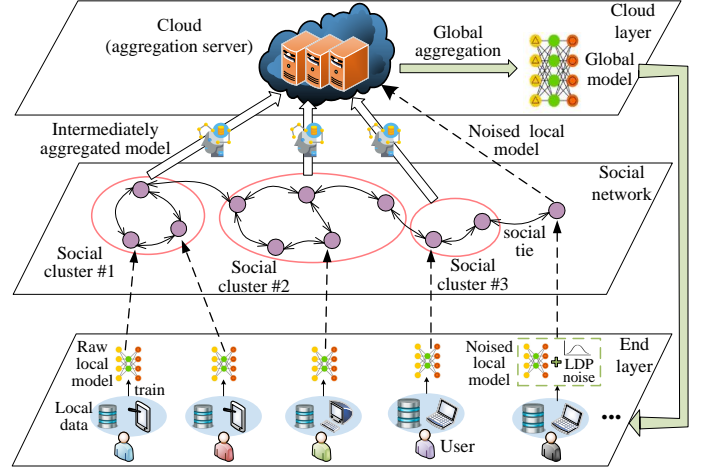 Cloud
(aggregation server)
Global
aggregation
Cloud
layer
Global
model
Intermediately
aggregated model
Noised local
model
Social
network
Social
cluster #1
Social
cluster #2
Social
cluster #3
social
tie
Raw
local
model
train
Local
data
User
Noised
local
model
LDP
noise
End
layer